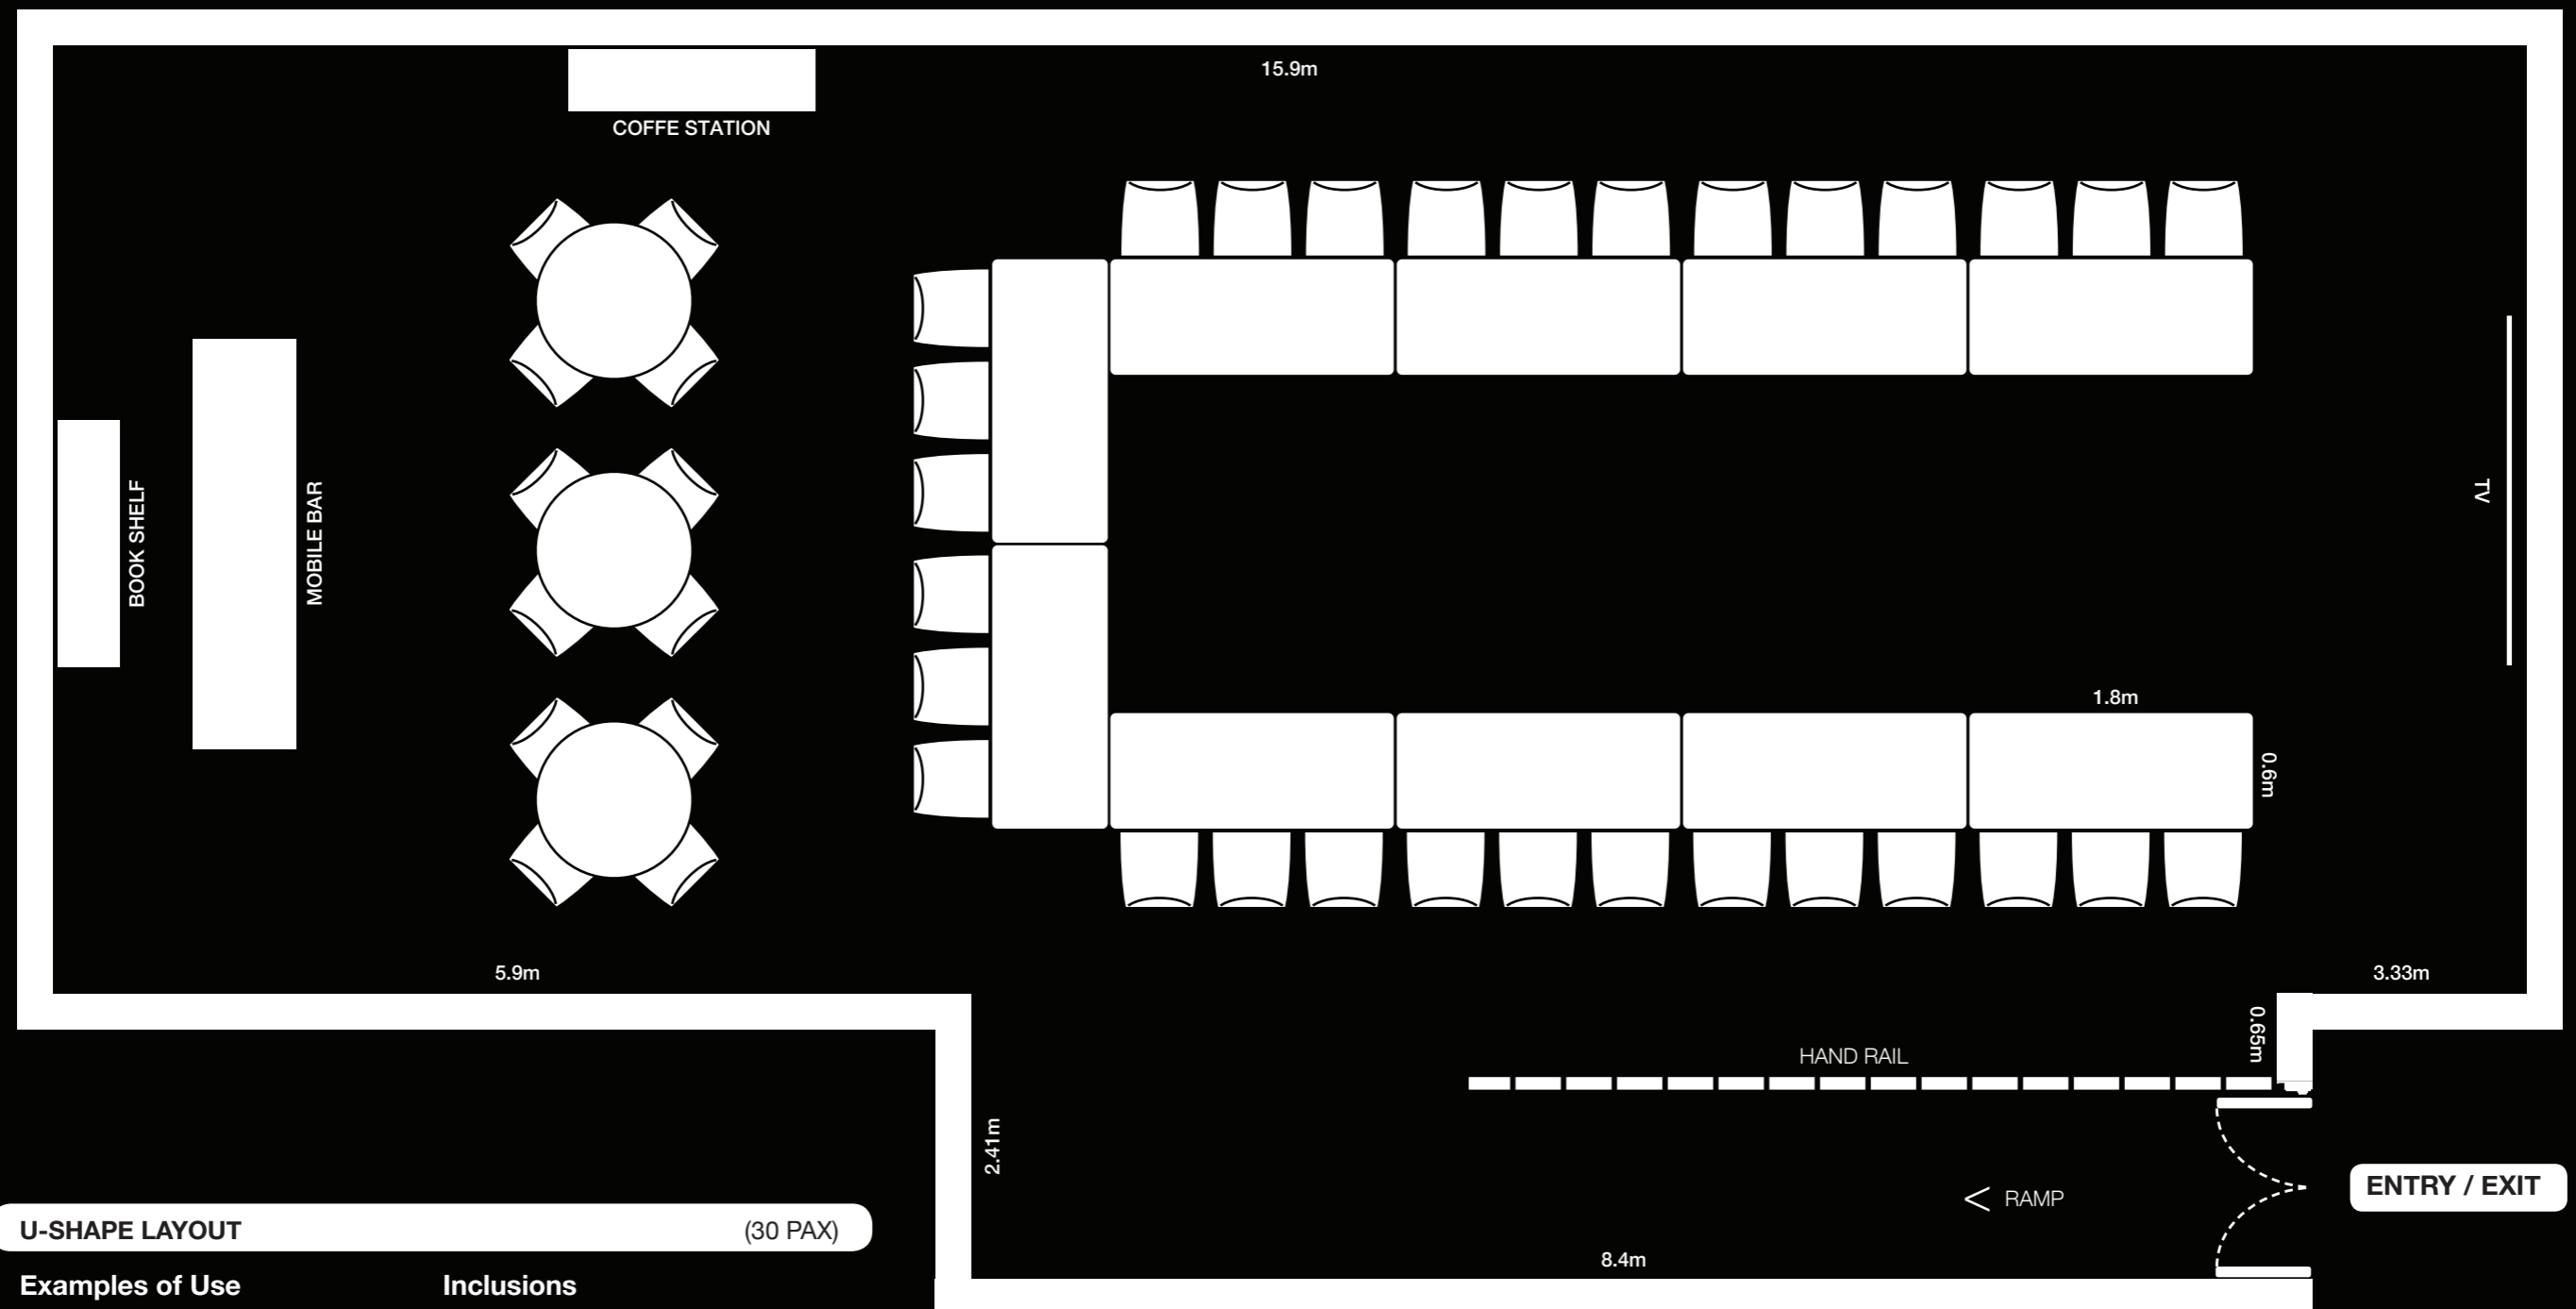 15.9m
COFFE STATION
BOOK SHELF
MOBILE BAR
TV
1.8m
0.6m
5.9m
3.33m
0.65m
HAND RAIL
2.41m
< RAMP
ENTRY / EXIT
8.4m
U-SHAPE LAYOUT (30 PAX)
Examples of Use Inclusions